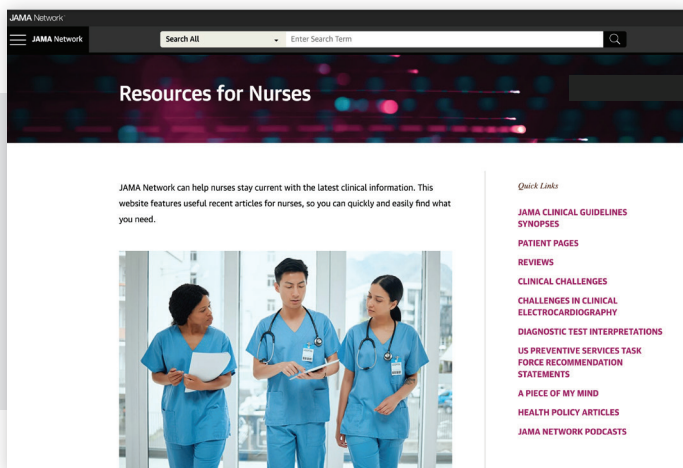 JAMA Network™
JAMA Network
Search All
Enter Search Term
Resources for Nurses
JAMA Network can help nurses stay current with the latest clinical information. This
website features useful recent articles for nurses, so you can quickly and easily find what
you need.
Quick Links
JAMA CLINICAL GUIDELINES
SYNOPSES
PATIENT PAGES
REVIEWS
CLINICAL CHALLENGES
CHALLENGES IN CLINICAL
ELECTROCARDIOGRAPHY
DIAGNOSTIC TEST INTERPRETATIONS
US PREVENTIVE SERVICES TASK
FORCE RECOMMENDATION
STATEMENTS
A PIECE OF MY MIND
HEALTH POLICY ARTICLES
JAMA NETWORK PODCASTS